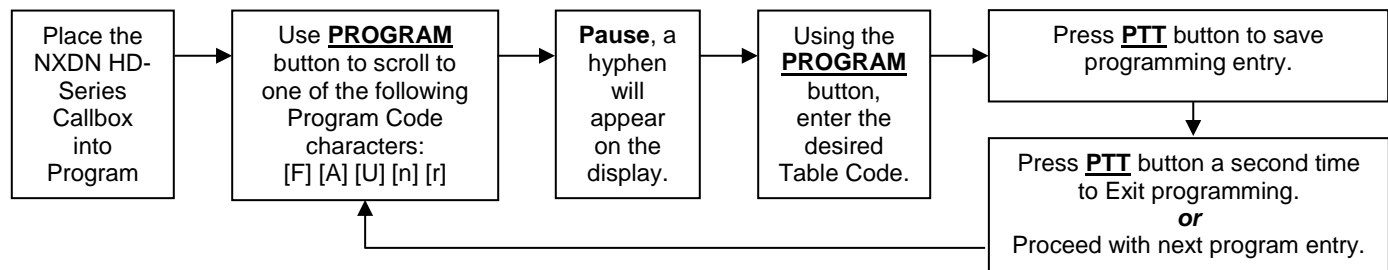 Place the
NXDN HD-
Series
Callbox
into
Program
Use PROGRAM
button to scroll to
one of the following
Program Code
characters:
[F] [A] [U] [n] [r]
Pause, a
hyphen
will
appear
on the
display.
Using the
PROGRAM
button,
enter the
desired
Table Code.
Press PTT button to save
programming entry.
Press PTT button a second time
to Exit programming.
or
Proceed with next program entry.